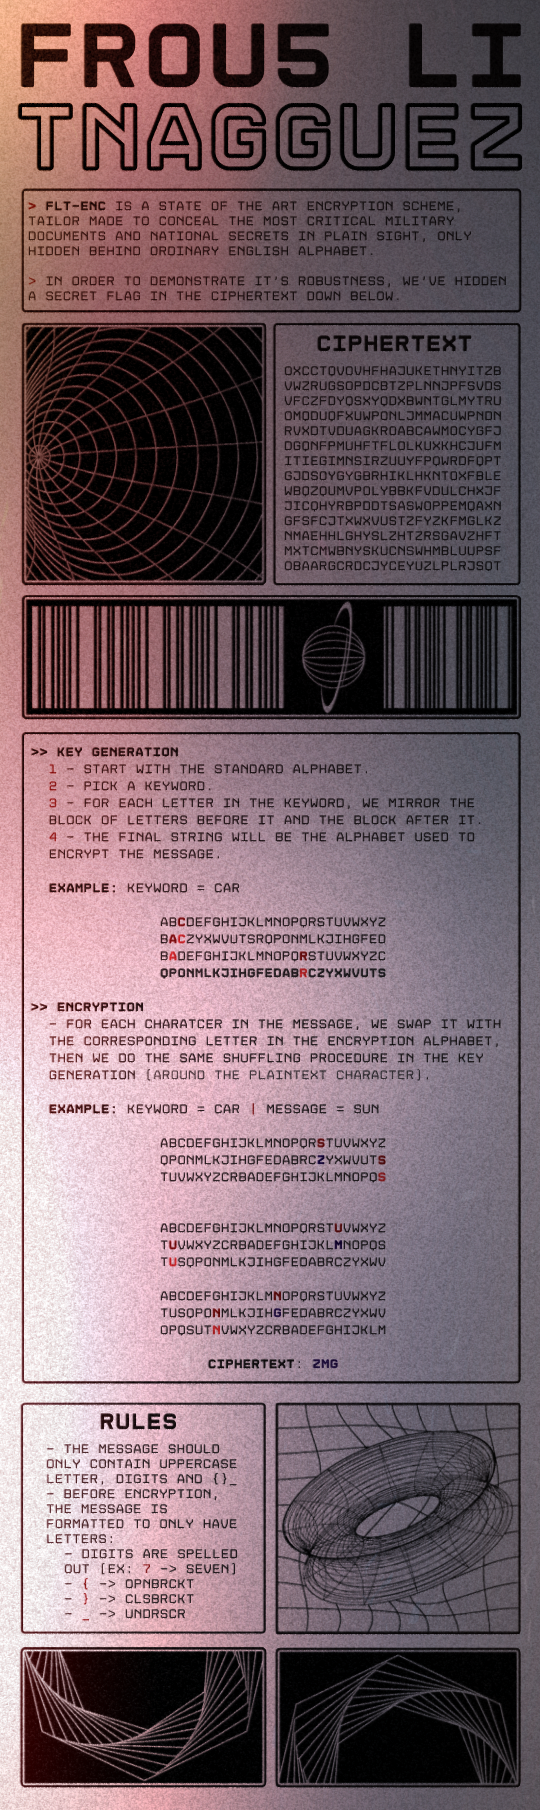 FROU5 LI
TNAGGUEZ
> FLT-ENC IS A STATE OF THE ART ENCRYPTION SCHEME,
TAILOR MADE TO CONCEAL THE MOST CRITICAL MILITARY
DOCUMENTS AND NATIONAL SECRETS IN PLAIN SIGHT, ONLY
HIDDEN BEHIND ORDINARY ENGLISH ALPHABET.
> IN ORDER TO DEMONSTRATE IT'S ROBUSTNESS, WE'VE HIDDEN
A SECRET FLAG IN THE CIPHERTEXT DOWN BELOW.
CIPHERTEXT
OXCCTQVOVHFHAJUKETHNYITZB
VWZRUGSOPDCBTZPLNNJPFSVDS
VFCZFDYQSXYQDXBWNTGLMYTRU
OMQDUQFXUWPONLJMMACUWPNDN
RVXDTVDUAGKROABCAWMOCYGFJ
DGQNFPMUHFTFLOLKUXKHCJUFM
ITIEGIMNSIRZUUYFPQWRDFQPT
GJDSOYGYGBRHIKLHKNTOXFBLE
WBQZOUMVPOLYBBKFVDULCHXJF
JICQHYRBPDDTSASWOPPEMQAXN
GFSFCJTXWXVUSTZFYZKFMGLKZ
NMAEHHLGHYSLZHTZRSGAVZHFT
MXTCMWBNYSKUCNSWHMBLUUPSF
OBAARGCRDCJYCEYUZLPLRJSQT
>> KEY GENERATION
1 - START WITH THE STANDARD ALPHABET.
2 - PICK A KEYWORD.
3 - FOR EACH LETTER IN THE KEYWORD, WE MIRROR THE
BLOCK OF LETTERS BEFORE IT AND THE BLOCK AFTER IT.
4 - THE FINAL STRING WILL BE THE ALPHABET USED TO
ENCRYPT THE MESSAGE.
EXAMPLE: KEYWORD = CAR
ABCDEFGHIJKLMNOPQRSTUVWXYZ
BACZYXWVUTSRQPONMLKJIHGFED
BADEFGHIJKLMNOPQRSTUVWXYZC
QPONMLKJIHGFEDABRCZYXWVUTS
>> ENCRYPTION
- FOR EACH CHARATCER IN THE MESSAGE, WE SWAP IT WITH
THE CORRESPONDING LETTER IN THE ENCRYPTION ALPHABET,
THEN WE DO THE SAME SHUFFLING PROCEDURE IN THE KEY
GENERATION (AROUND THE PLAINTEXT CHARACTER).
EXAMPLE: KEYWORD = CAR | MESSAGE = SUN
ABCDEFGHIJKLMNOPQRSTUVWXYZ
QPONMLKJIHGFEDABRCZYXWVUTS
TUVWXYZCRBADEFGHIJKLMNOPQS
ABCDEFGHIJKLMNOPQRSTUVWXYZ
TUVWXYZCRBADEFGHIJKLMNOPQS
TUSQPONMLKJIHGFEDABRCZYXWV
ABCDEFGHIJKLMNOPQRSTUVWXYZ
TUSQPONMLKJIHGFEDABRCZYXWV
OPQSUTNVWXYZCRBADEFGHIJKLM
CIPHERTEXT: ZMG
RULES
- THE MESSAGE SHOULD
ONLY CONTAIN UPPERCASE
LETTER, DIGITS AND {}_
- BEFORE ENCRYPTION,
THE MESSAGE IS
FORMATTED TO ONLY HAVE
LETTERS:
- DIGITS ARE SPELLED
OUT [EX: 7 -> SEVEN]
- { -> OPNBRCKT
- } -> CLSBRCKT
- _ -> UNDRSCR